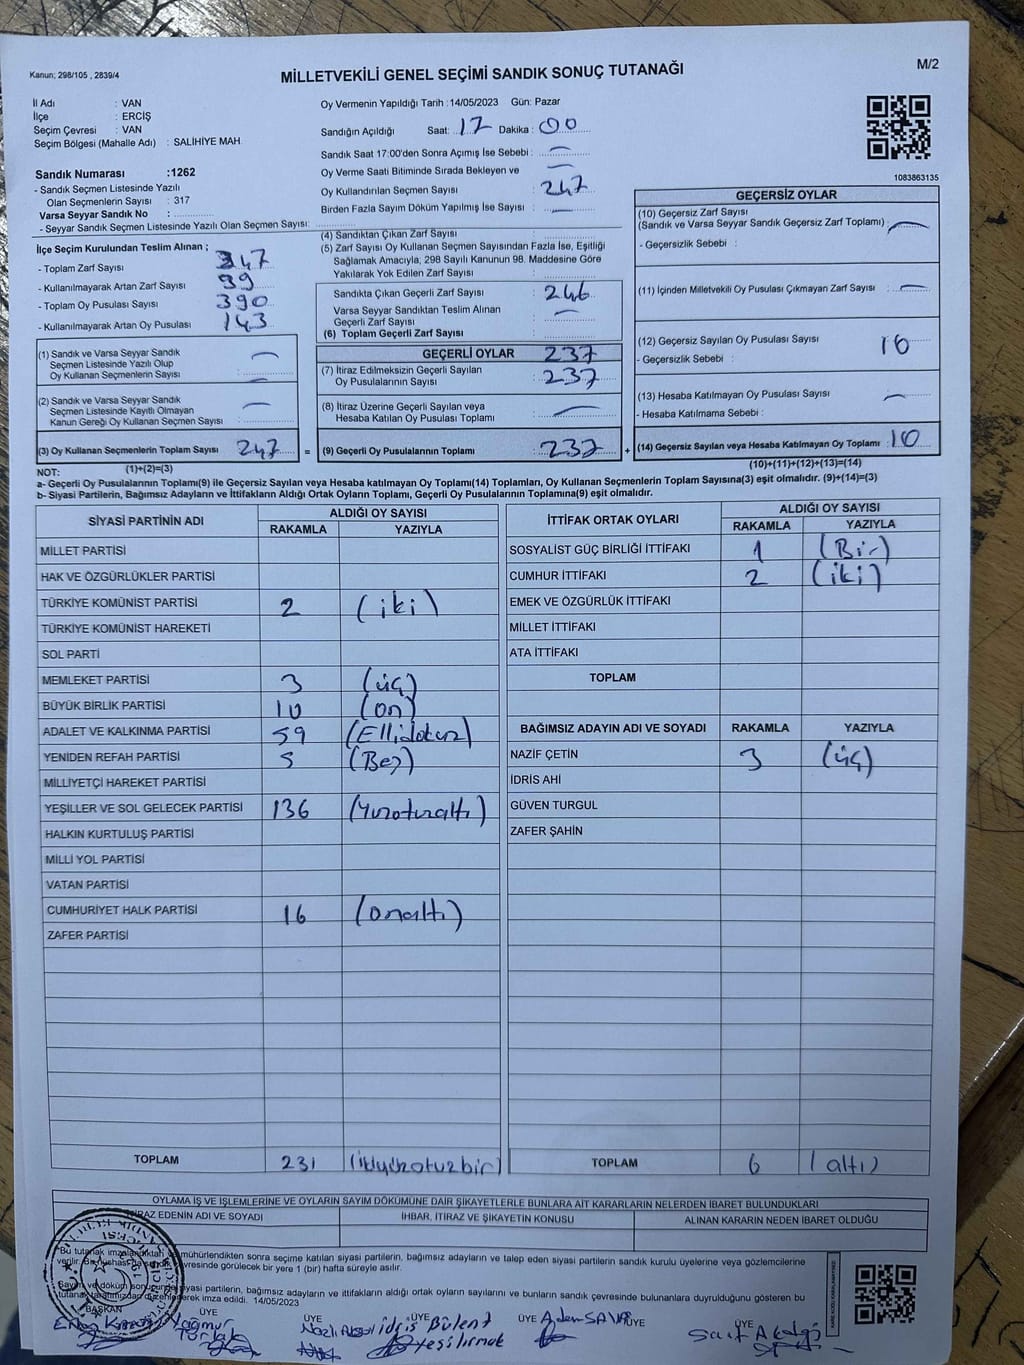 Kanun; 298/105 , 2839/4
MİLLETVEKİLİ GENEL SEÇİMİ SANDIK SONUÇ TUTANAĞI
M/2
İl Adı : VAN
İlçe : ERCİŞ
Seçim Çevresi : VAN
Seçim Bölgesi (Mahalle Adı) : SALİHİYE MAH
Sandık Numarası :1262
- Sandık Seçmen Listesinde Yazılı
Olan Seçmenlerin Sayısı : 317
Varsa Seyyar Sandık No :
- Seyyar Sandık Seçmen Listesinde Yazılı Olan Seçmen Sayısı:
Oy Vermenin Yapıldığı Tarih :14/05/2023 Gün: Pazar
Sandığın Açıldığı Saat: 17 Dakika : 00
Sandık Saat 17:00'den Sonra Açılmış İse Sebebi :
Oy Verme Saati Bitiminde Sırada Bekleyen ve
Oy Kullandırılan Seçmen Sayısı : 247
Birden Fazla Sayım Döküm Yapılmış İse Sayısı :
1083863135
İlçe Seçim Kurulundan Teslim Alınan ;
- Toplam Zarf Sayısı : 347
- Kullanılmayarak Artan Zarf Sayısı : 99
- Toplam Oy Pusulası Sayısı : 390
- Kullanılmayarak Artan Oy Pusulası : 143
(1) Sandık ve Varsa Seyyar Sandık
Seçmen Listesinde Yazılı Olup
Oy Kullanan Seçmenlerin Sayısı :
(2) Sandık ve Varsa Seyyar Sandık
Seçmen Listesinde Kayıtlı Olmayan
Kanun Gereği Oy Kullanan Seçmen Sayısı :
(3) Oy Kullanan Seçmenlerin Toplam Sayısı : 247 =
(4) Sandıktan Çıkan Zarf Sayısı :
(5) Zarf Sayısı Oy Kullanan Seçmen Sayısından Fazla İse, Eşitliği
Sağlamak Amacıyla, 298 Sayılı Kanunun 98. Maddesine Göre
Yakılarak Yok Edilen Zarf Sayısı :
Sandıkta Çıkan Geçerli Zarf Sayısı : 246
Varsa Seyyar Sandıktan Teslim Alınan
Geçerli Zarf Sayısı :
(6) Toplam Geçerli Zarf Sayısı :
GEÇERLİ OYLAR 237
(7) İtiraz Edilmeksizin Geçerli Sayılan
Oy Pusulalarının Sayısı : 237
(8) İtiraz Üzerine Geçerli Sayılan veya
Hesaba Katılan Oy Pusulası Toplamı :
(9) Geçerli Oy Pusulalarının Toplamı : 237 +
GEÇERSİZ OYLAR
(10) Geçersiz Zarf Sayısı
(Sandık ve Varsa Seyyar Sandık Geçersiz Zarf Toplamı) :
- Geçersizlik Sebebi :
(11) İçinden Milletvekili Oy Pusulası Çıkmayan Zarf Sayısı :
(12) Geçersiz Sayılan Oy Pusulası Sayısı : 10
- Geçersizlik Sebebi :
(13) Hesaba Katılmayan Oy Pusulası Sayısı :
- Hesaba Katılmama Sebebi :
(14) Geçersiz Sayılan veya Hesaba Katılmayan Oy Toplamı : 10
NOT: (1)+(2)=(3)
(10)+(11)+(12)+(13)=(14)
a- Geçerli Oy Pusulalarının Toplamı(9) ile Geçersiz Sayılan veya Hesaba katılmayan Oy Toplamı(14) Toplamları, Oy Kullanan Seçmenlerin Toplam Sayısına(3) eşit olmalıdır. (9)+(14)=(3)
b- Siyasi Partilerin, Bağımsız Adayların ve İttifakların Aldığı Ortak Oyların Toplamı, Geçerli Oy Pusulalarının Toplamına(9) eşit olmalıdır.
SİYASİ PARTİNİN ADI ALDIĞI OY SAYISI
RAKAMLA YAZIYLA
MİLLET PARTİSİ
HAK VE ÖZGÜRLÜKLER PARTİSİ
TÜRKİYE KOMÜNİST PARTİSİ 2 (iki)
TÜRKİYE KOMÜNİST HAREKETİ
SOL PARTİ
MEMLEKET PARTİSİ 3 (üç)
BÜYÜK BİRLİK PARTİSİ 10 (on)
ADALET VE KALKINMA PARTİSİ 59 (Ellidokuz)
YENİDEN REFAH PARTİSİ 5 (Beş)
MİLLİYETÇİ HAREKET PARTİSİ
YEŞİLLER VE SOL GELECEK PARTİSİ 136 (Yüzotuzaltı)
HALKIN KURTULUŞ PARTİSİ
MİLLİ YOL PARTİSİ
VATAN PARTİSİ
CUMHURİYET HALK PARTİSİ 16 (onaltı)
ZAFER PARTİSİ
TOPLAM 231 (ikiyüzotuzbir)
İTTİFAK ORTAK OYLARI ALDIĞI OY SAYISI
RAKAMLA YAZIYLA
SOSYALİST GÜÇ BİRLİĞİ İTTİFAKI 1 (Bir)
CUMHUR İTTİFAKI 2 (iki)
EMEK VE ÖZGÜRLÜK İTTİFAKI
MİLLET İTTİFAKI
ATA İTTİFAKI
TOPLAM
BAĞIMSIZ ADAYIN ADI VE SOYADI RAKAMLA YAZIYLA
NAZİF ÇETİN 3 (üç)
İDRİS AHİ
GÜVEN TURGUL
ZAFER ŞAHİN
TOPLAM 6 (altı)
OYLAMA İŞ VE İŞLEMLERİNE VE OYLARIN SAYIM DÖKÜMÜNE DAİR ŞİKAYETLERLE BUNLARA AİT KARARLARIN NELERDEN İBARET BULUNDUKLARI
İTİRAZ EDENİN ADI VE SOYADI İHBAR, İTİRAZ VE ŞİKAYETİN KONUSU ALINAN KARARIN NEDEN İBARET OLDUĞU
"Bu tutanak imzalandıktan ve mühürlendikten sonra seçime katılan siyasi partilerin, bağımsız adayların ve talep eden siyasi partilerin sandık kurulu üyelerine veya gözlemcilerine
verilir. Bir nüshası da sandık çevresinde görülecek bir yere 1 (bir) hafta süreyle asılır.
Sayım ve döküm sonucunda siyasi partilerin, bağımsız adayların ve ittifakların aldığı ortak oyların sayısını ve bunların sandık çevresinde bulunanlara duyrulduğunu gösteren bu
tutanak tarafımızdan düzenlenerek imza edildi. 14/05/2023
BAŞKAN ÜYE ÜYE ÜYE ÜYE ÜYE ÜYE
Yağmur
idris Bülent
Yeşilırmak